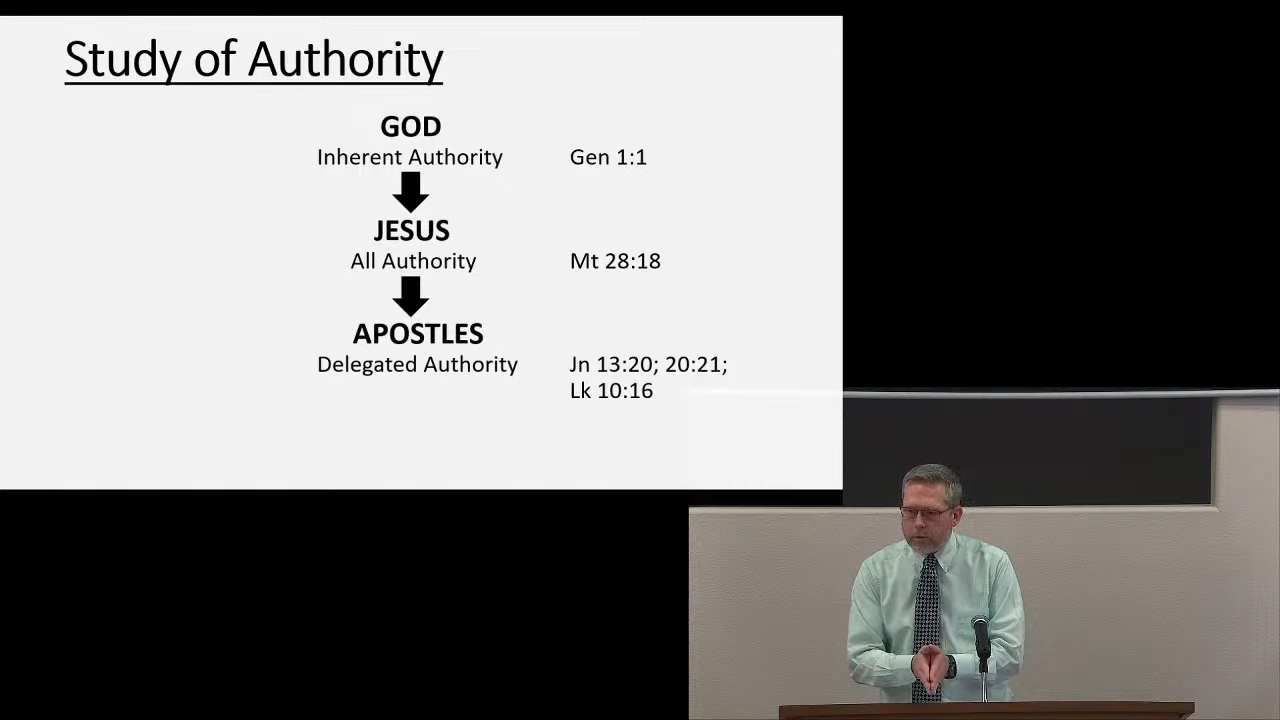 Study of Authority
GOD
Inherent Authority Gen 1:1
JESUS
All Authority Mt 28:18
APOSTLES
Delegated Authority Jn 13:20; 20:21;
Lk 10:16